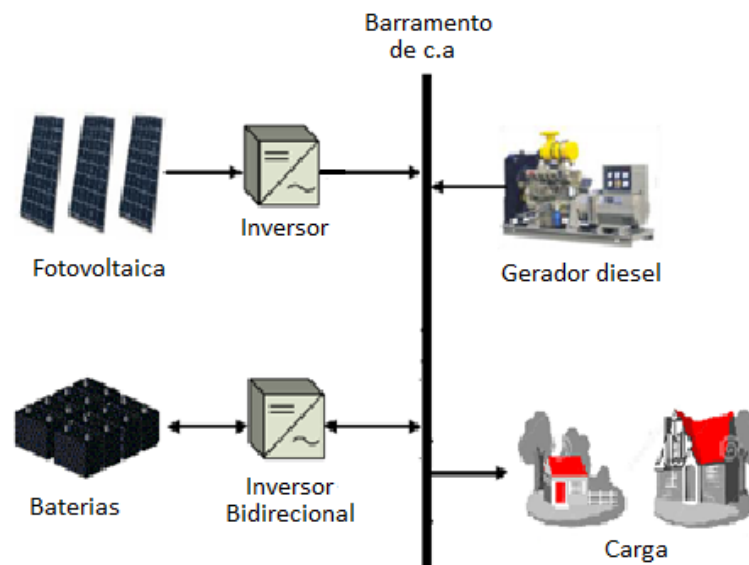 Barramento
de c.a
Inversor
Fotovoltaica
Gerador diesel
Baterias
Inversor
Bidirecional
Carga